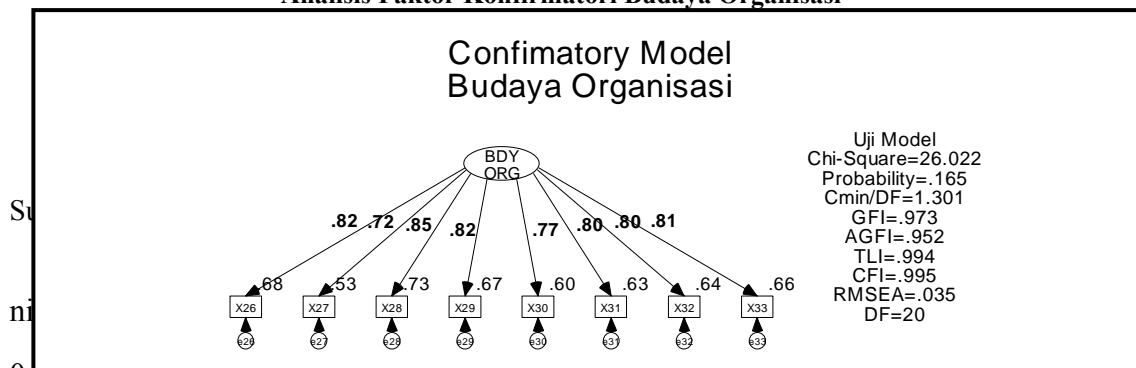 Analisis Faktor Konfirmatori Budaya Organisasi
Confimatory Model
Budaya Organisasi
BDY
ORG
Uji Model
Chi-Square=26.022
Probability=.165
Cmin/DF=1.301
GFI=.973
AGFI=.952
TLI=.994
CFI=.995
RMSEA=.035
DF=20
.82 .72 .85 .82 .77 .80 .80 .81
.68 .53 .73 .67 .60 .63 .64 .66
X26 X27 X28 X29 X30 X31 X32 X33
e26 e27 e28 e29 e30 e31 e32 e33
Su
ni